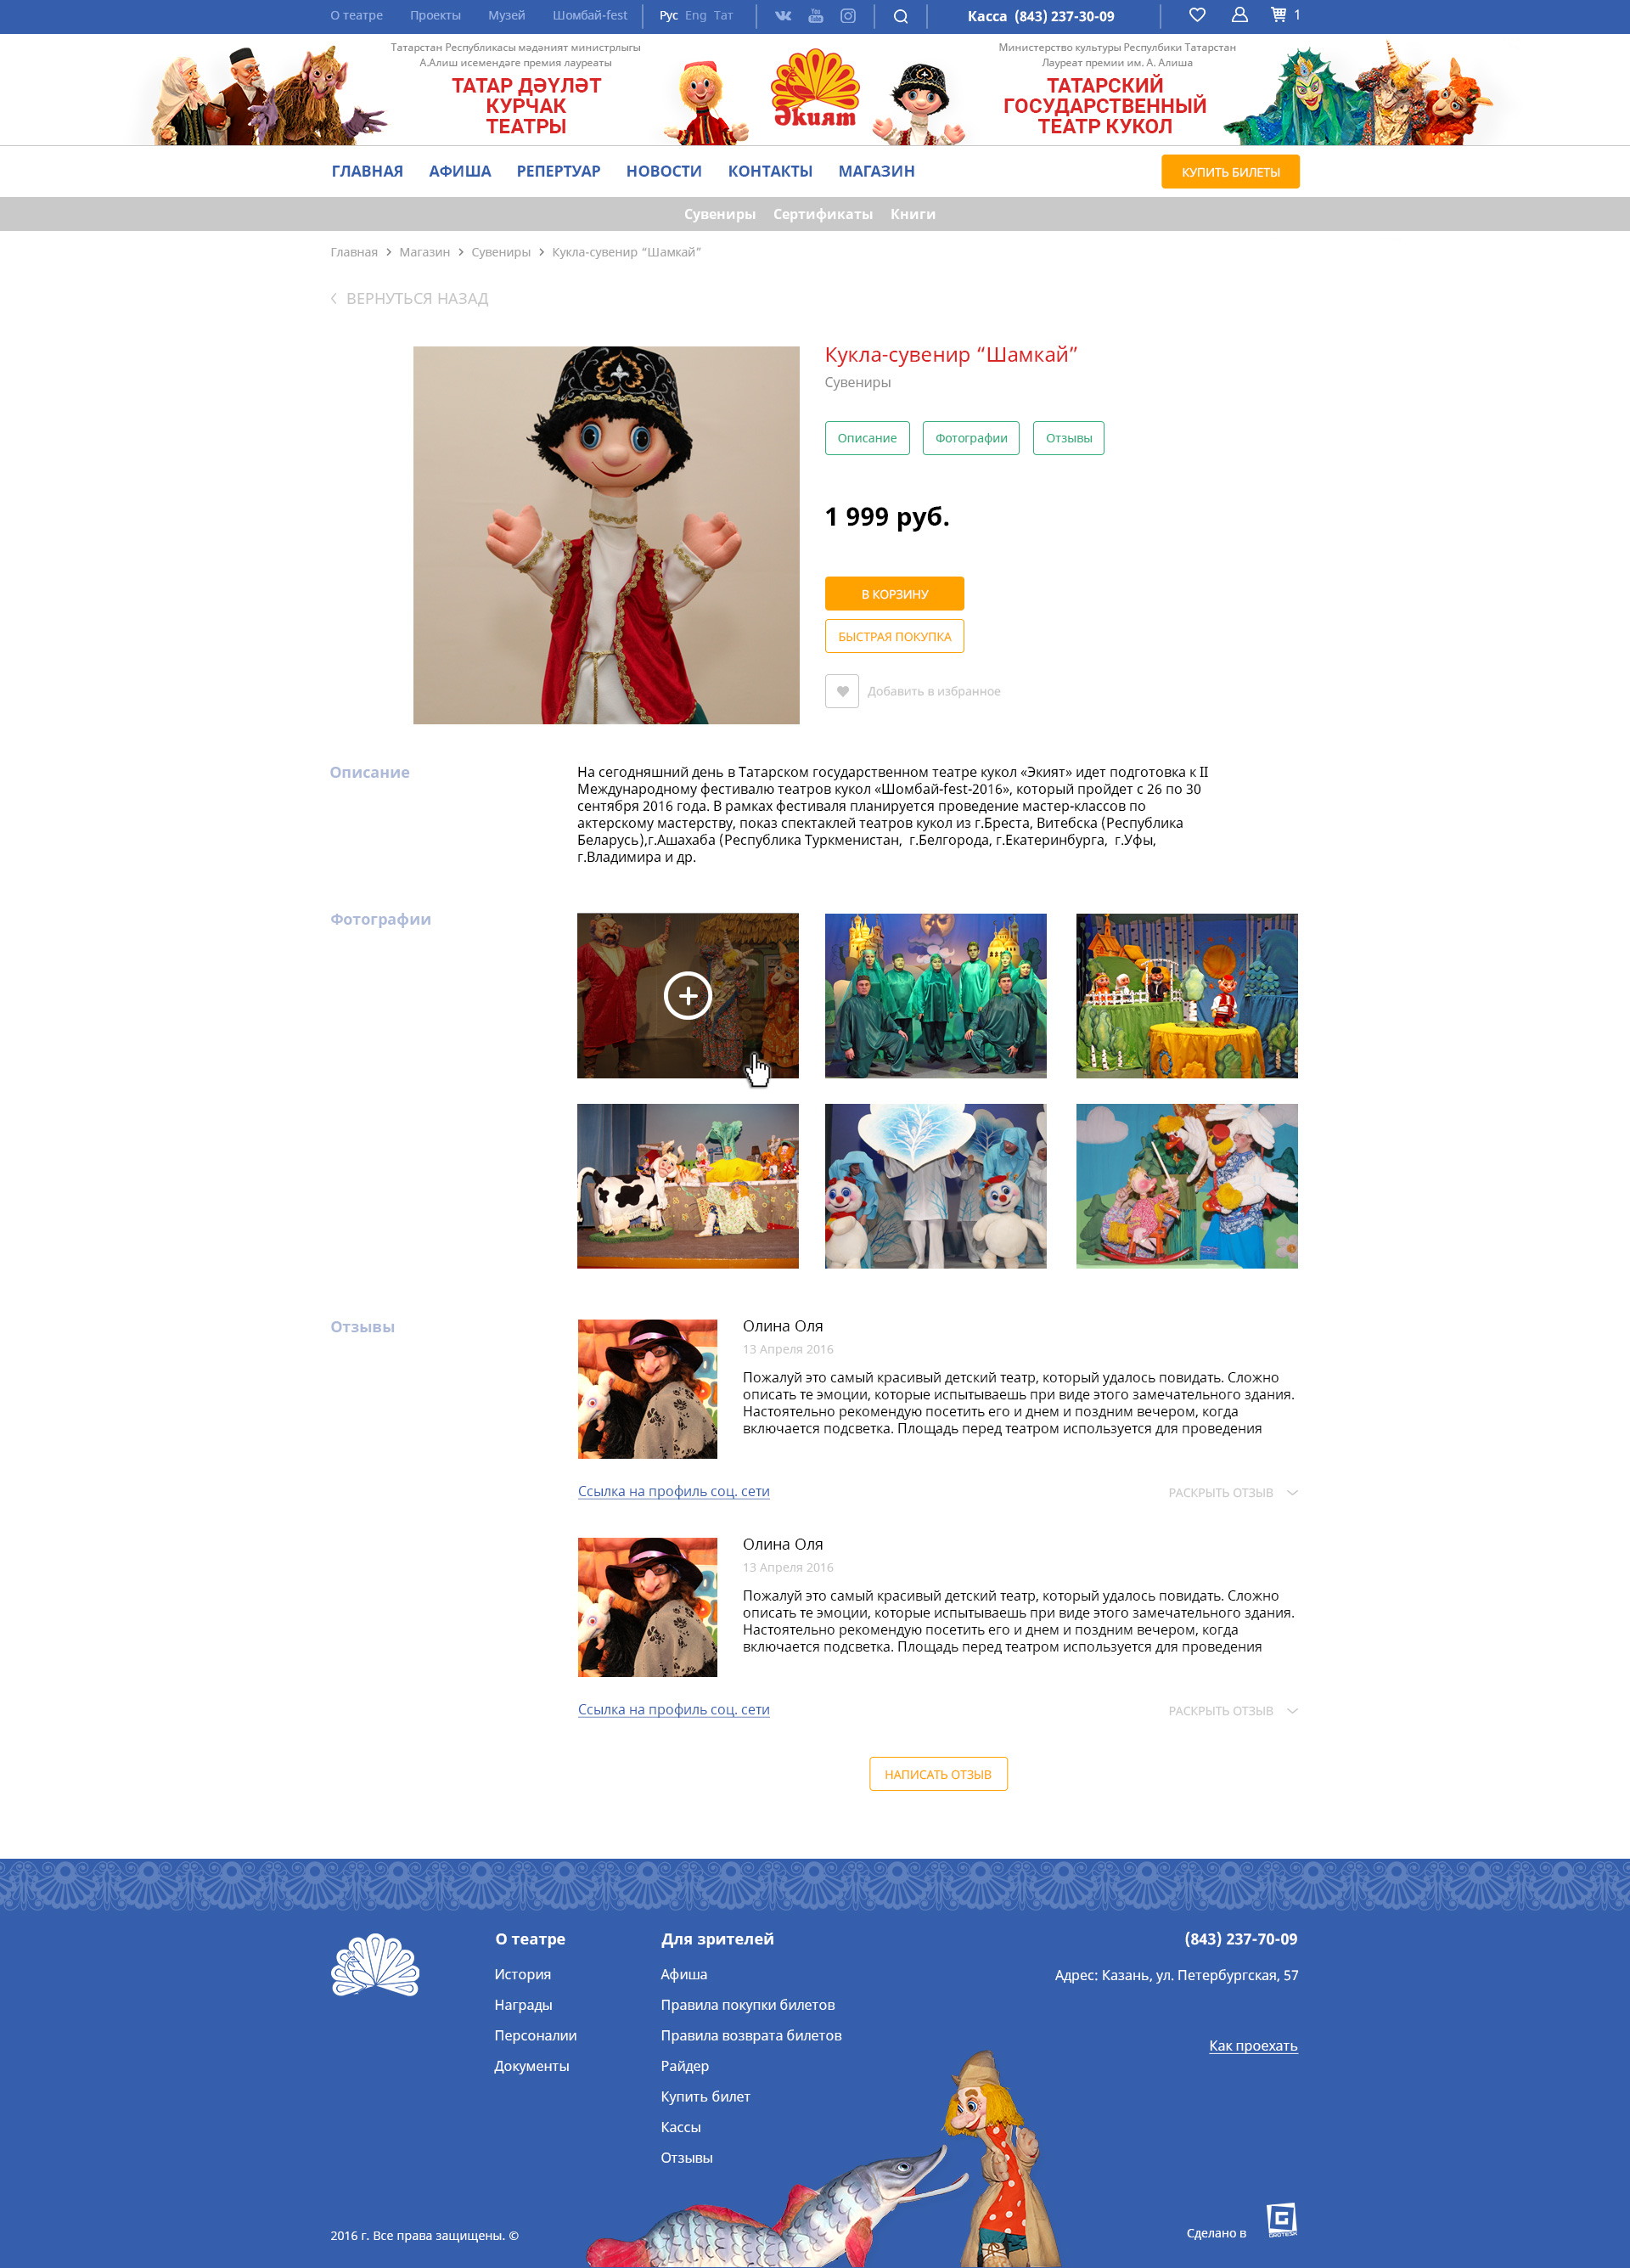 О театре Проекты Музей Шомбай-fest Рус Eng Тат Касса (843) 237-30-09 1
Татарстан Республикасы мәдәният министрлыгы
А.Алиш исемендәге премия лауреаты
ТАТАР ДӘҮЛӘТ
КУРЧАК
ТЕАТРЫ
Әкият
Министерство культуры Респулбики Татарстан
Лауреат премии им. А. Алиша
ТАТАРСКИЙ
ГОСУДАРСТВЕННЫЙ
ТЕАТР КУКОЛ
ГЛАВНАЯ АФИША РЕПЕРТУАР НОВОСТИ КОНТАКТЫ МАГАЗИН КУПИТЬ БИЛЕТЫ
Сувениры Сертификаты Книги
Главная > Магазин > Сувениры > Кукла-сувенир "Шамкай"
ВЕРНУТЬСЯ НАЗАД
Кукла-сувенир “Шамкай”
Сувениры
Описание Фотографии Отзывы
1 999 руб.
В КОРЗИНУ
БЫСТРАЯ ПОКУПКА
Добавить в избранное
Описание
На сегодняшний день в Татарском государственном театре кукол «Экият» идет подготовка к II
Международному фестивалю театров кукол «Шомбай-fest-2016», который пройдет с 26 по 30
сентября 2016 года. В рамках фестиваля планируется проведение мастер-классов по
актерскому мастерству, показ спектаклей театров кукол из г.Бреста, Витебска (Республика
Беларусь),г.Ашахаба (Республика Туркменистан, г.Белгорода, г.Екатеринбурга, г.Уфы,
г.Владимира и др.
Фотографии
Отзывы
Олина Оля
13 Апреля 2016
Пожалуй это самый красивый детский театр, который удалось повидать. Сложно
описать те эмоции, которые испытываешь при виде этого замечательного здания.
Настоятельно рекомендую посетить его и днем и поздним вечером, когда
включается подсветка. Площадь перед театром используется для проведения
Ссылка на профиль соц. сети РАСКРЫТЬ ОТЗЫВ
Олина Оля
13 Апреля 2016
Пожалуй это самый красивый детский театр, который удалось повидать. Сложно
описать те эмоции, которые испытываешь при виде этого замечательного здания.
Настоятельно рекомендую посетить его и днем и поздним вечером, когда
включается подсветка. Площадь перед театром используется для проведения
Ссылка на профиль соц. сети РАСКРЫТЬ ОТЗЫВ
НАПИСАТЬ ОТЗЫВ
О театре
История
Награды
Персоналии
Документы
Для зрителей
Афиша
Правила покупки билетов
Правила возврата билетов
Райдер
Купить билет
Кассы
Отзывы
(843) 237-70-09
Адрес: Казань, ул. Петербургская, 57
Как проехать
2016 г. Все права защищены. ©
Сделано в